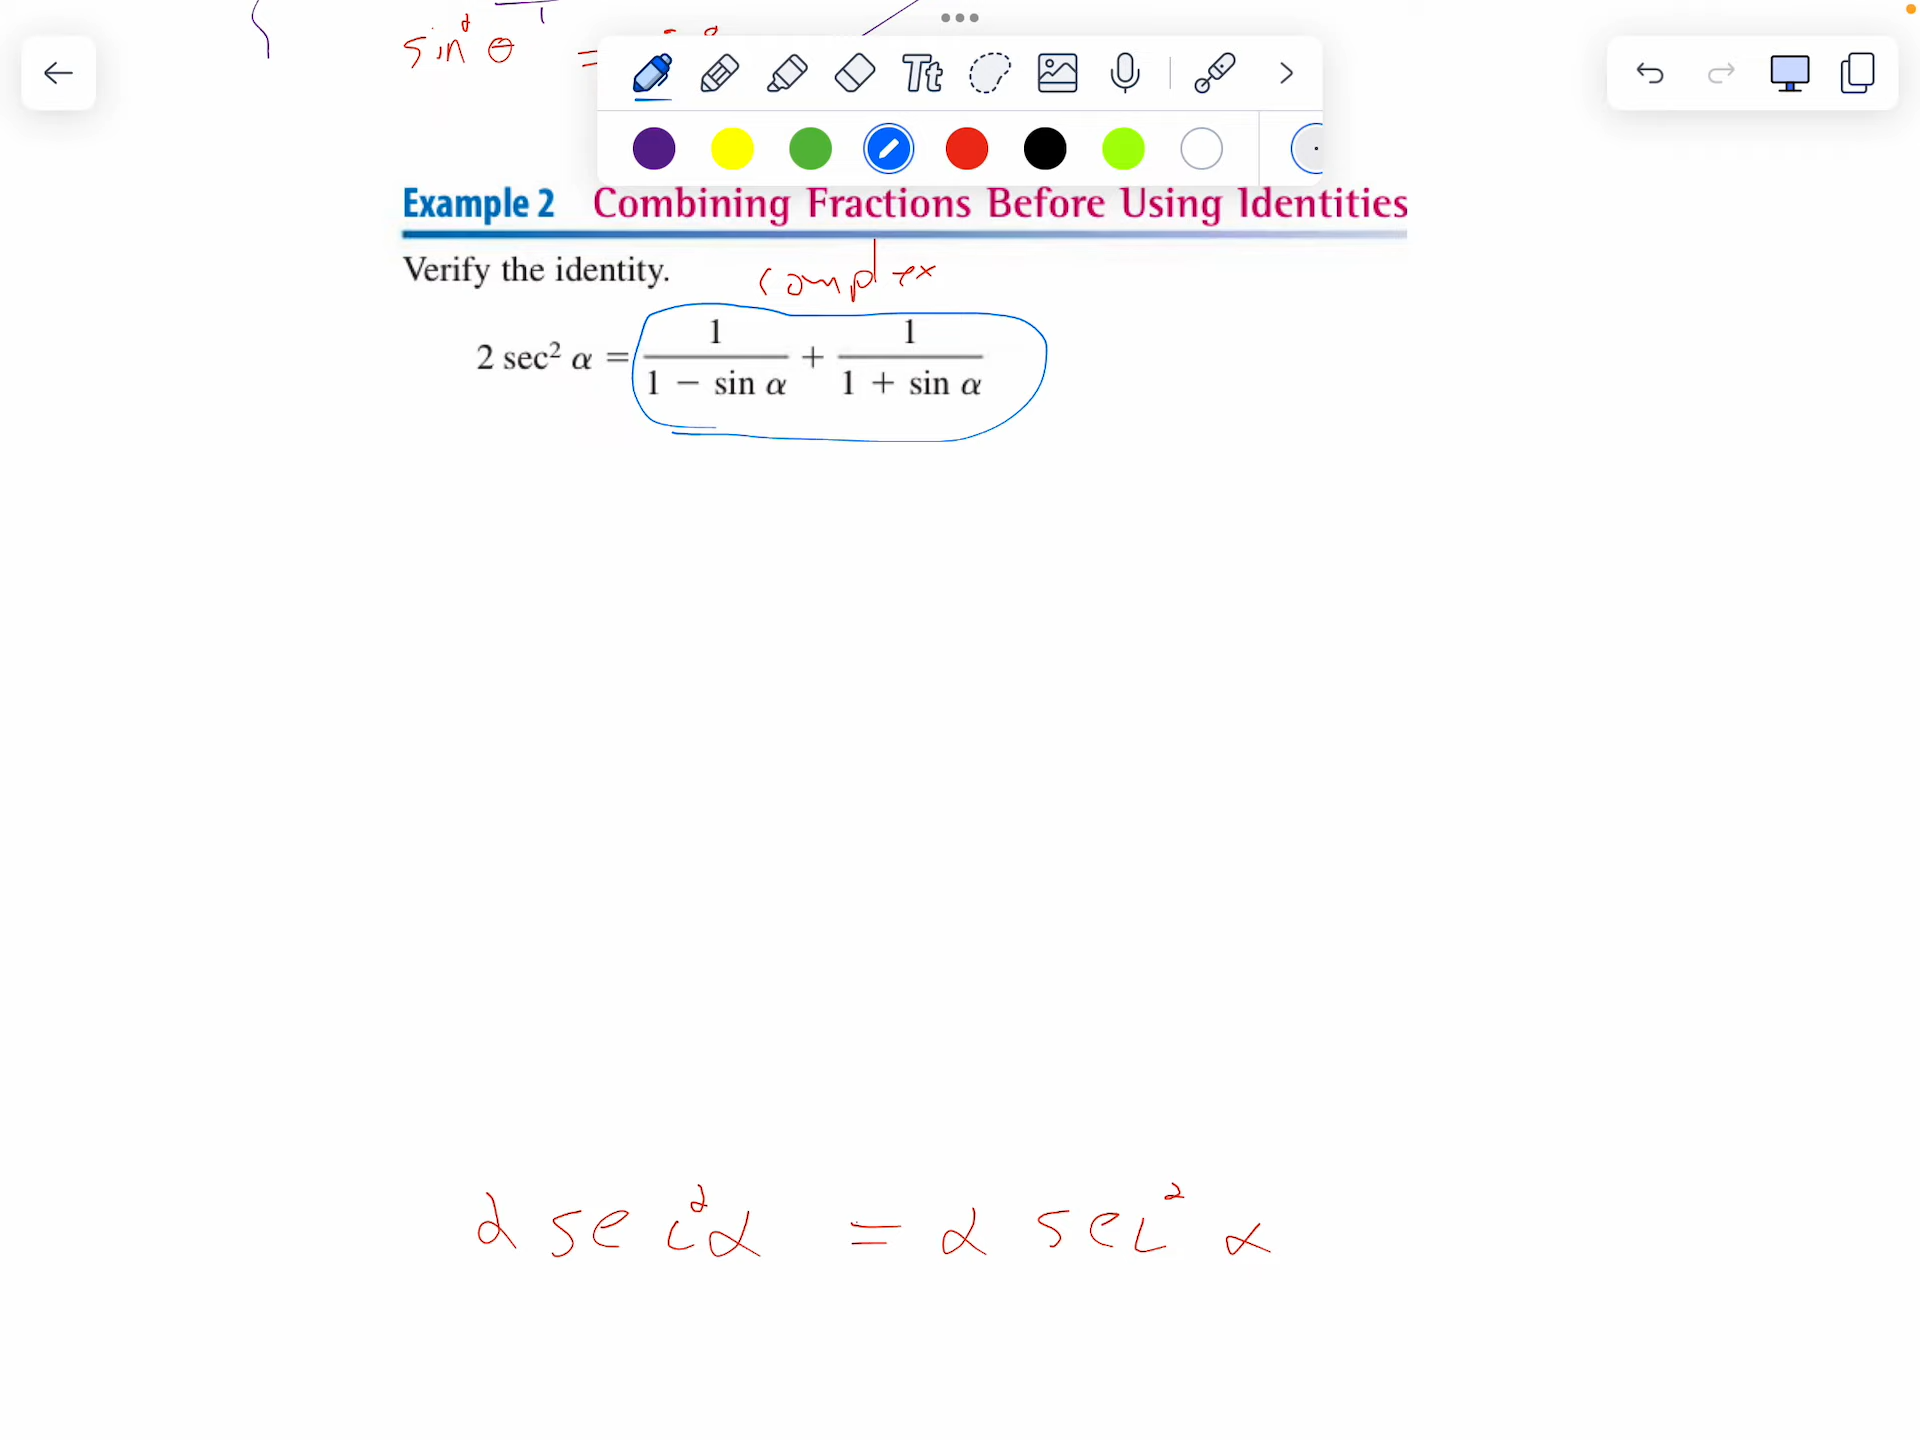 sin² θ =
Tt
Example 2 Combining Fractions Before Using Identities
Verify the identity.
complex
2 sec² α = 1/(1 − sin α) + 1/(1 + sin α)
2 sec² α = 2 sec² α